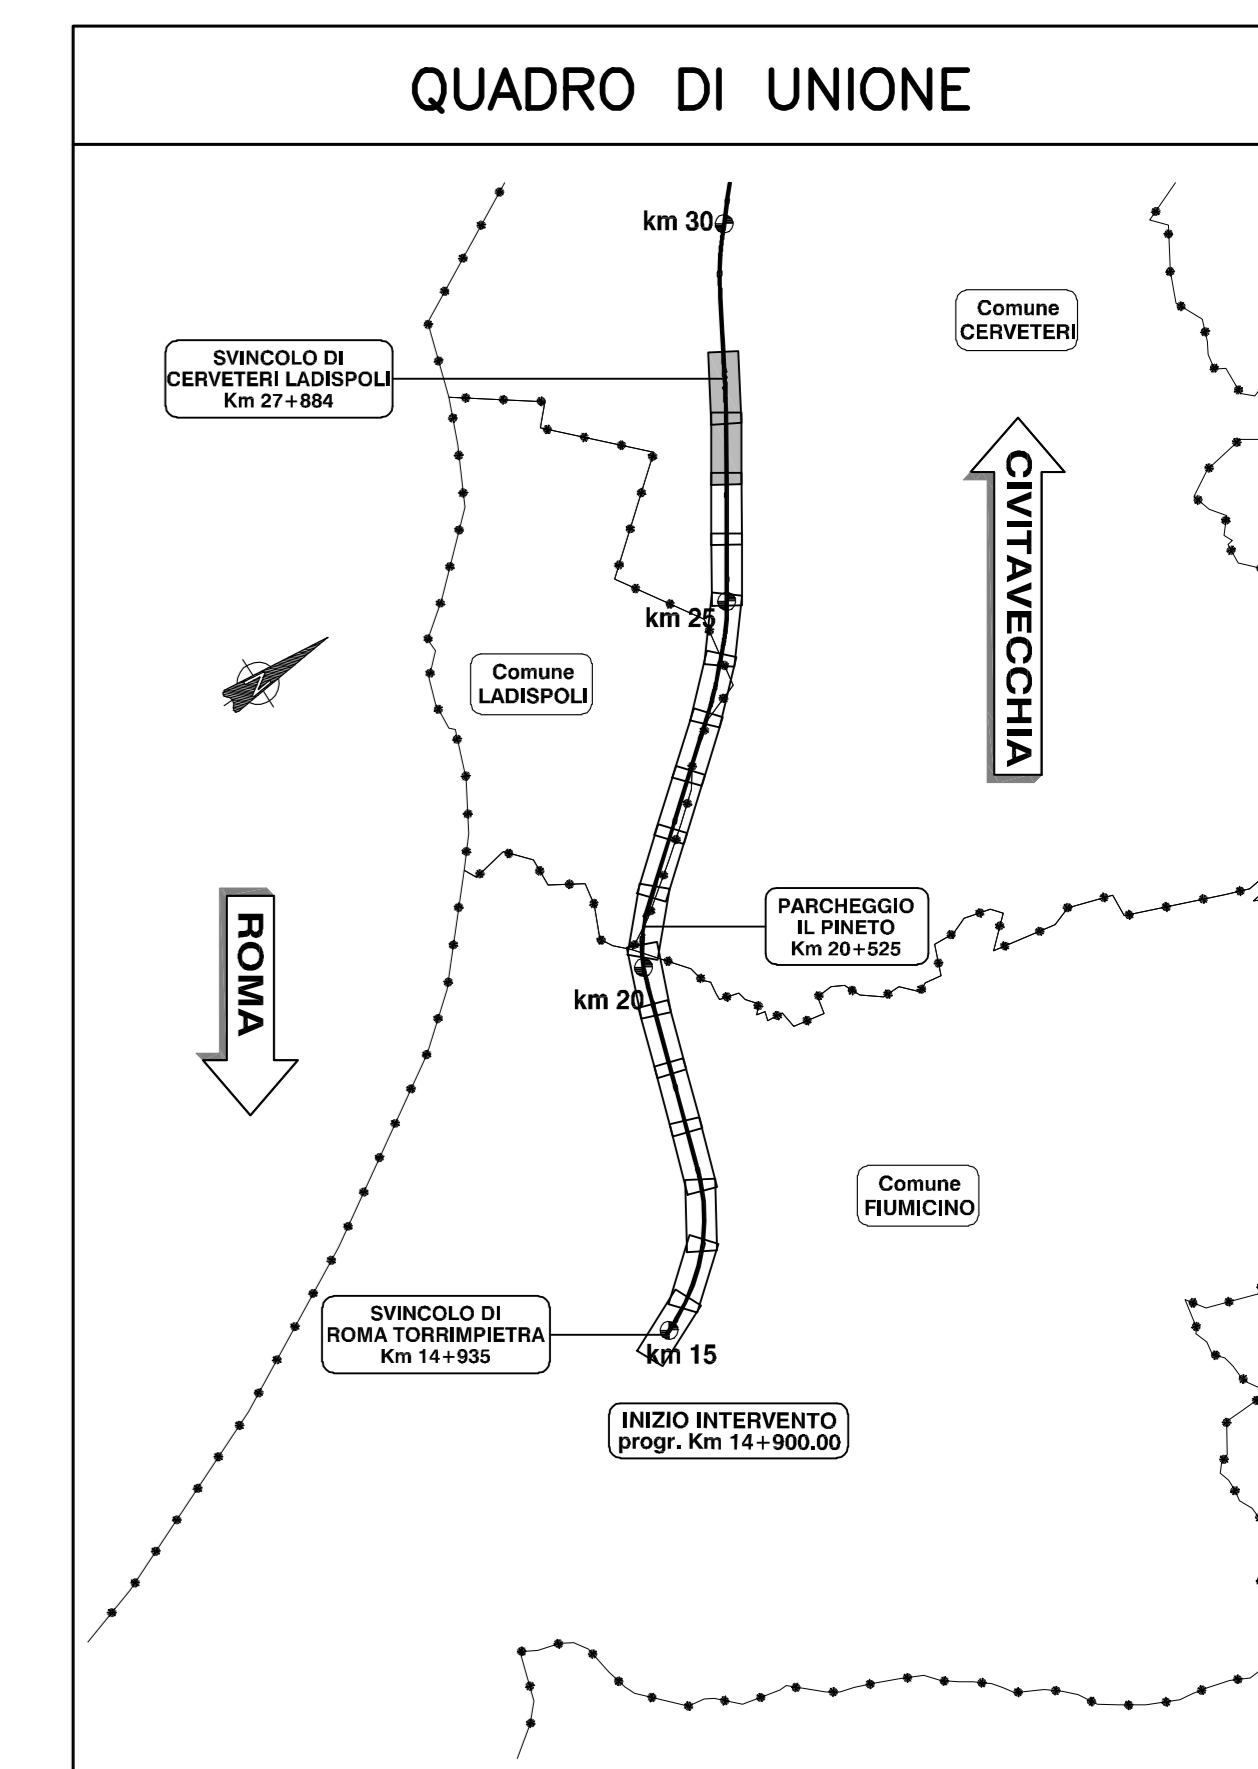 QUADRO DI UNIONE
km 30
Comune
CERVETERI
SVINCOLO DI
CERVETERI LADISPOLI
Km 27+884
CIVITAVECCHIA
km 25
Comune
LADISPOLI
N
ROMA
PARCHEGGIO
IL PINETO
Km 20+525
km 20
Comune
FIUMICINO
SVINCOLO DI
ROMA TORRIMPIETRA
Km 14+935
km 15
INIZIO INTERVENTO
progr. Km 14+900.00